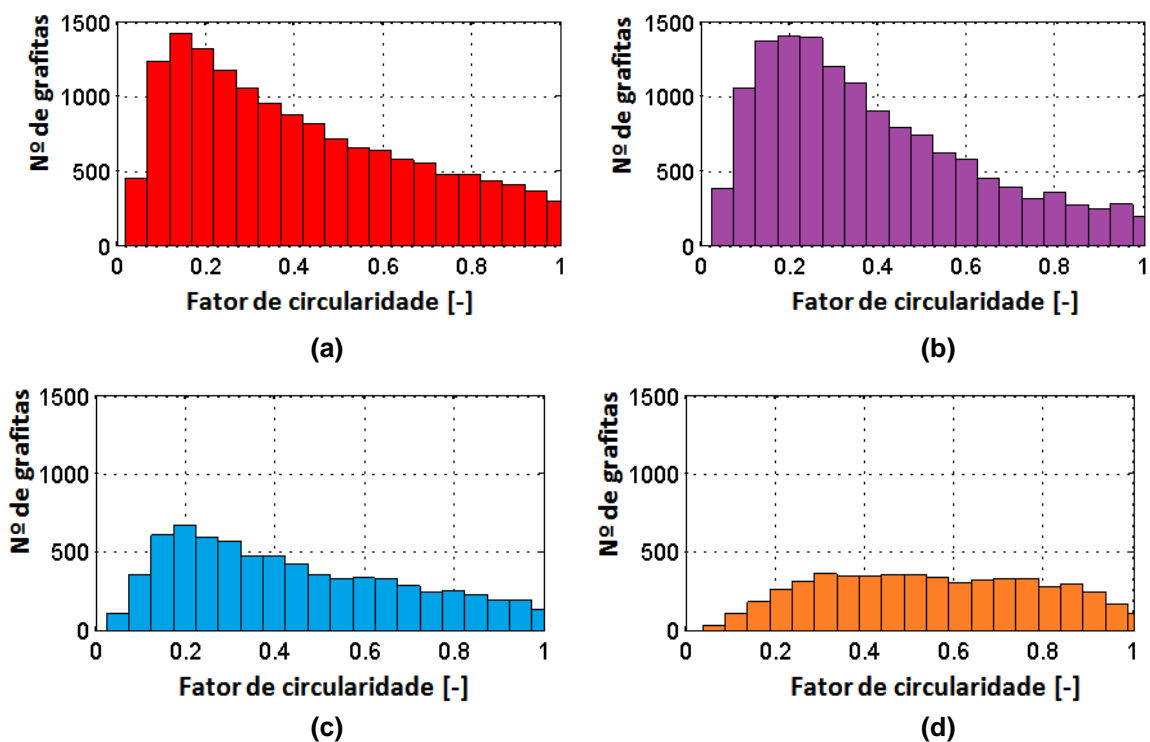 Nº de grafitas
1500
1000
500
0
0 0.2 0.4 0.6 0.8 1
Fator de circularidade [-]
(a)
Nº de grafitas
1500
1000
500
0
0 0.2 0.4 0.6 0.8 1
Fator de circularidade [-]
(b)
Nº de grafitas
1500
1000
500
0
0 0.2 0.4 0.6 0.8 1
Fator de circularidade [-]
(c)
Nº de grafitas
1500
1000
500
0
0 0.2 0.4 0.6 0.8 1
Fator de circularidade [-]
(d)